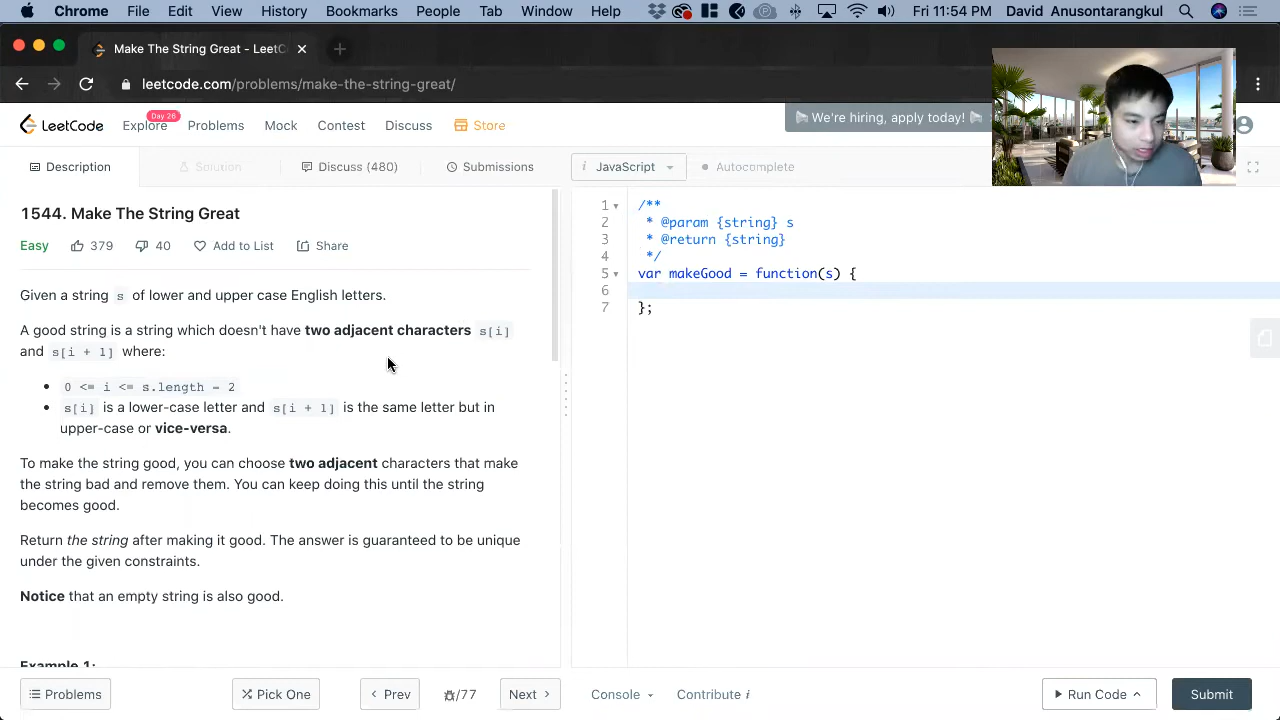 Chrome File Edit View History Bookmarks People Tab Window Help Fri 11:54 PM David Anusontarangkul
Make The String Great - LeetC
leetcode.com/problems/make-the-string-great/
LeetCode Explore Day 26 Problems Mock Contest Discuss Store We're hiring, apply today!
Description Solution Discuss (480) Submissions i JavaScript Autocomplete
1544. Make The String Great
Easy 379 40 Add to List Share
Given a string s of lower and upper case English letters.
A good string is a string which doesn't have two adjacent characters s[i]
and s[i + 1] where:
0 <= i <= s.length - 2
s[i] is a lower-case letter and s[i + 1] is the same letter but in
upper-case or vice-versa.
To make the string good, you can choose two adjacent characters that make
the string bad and remove them. You can keep doing this until the string
becomes good.
Return the string after making it good. The answer is guaranteed to be unique
under the given constraints.
Notice that an empty string is also good.
Example 1:
1 /**
2 * @param {string} s
3 * @return {string}
4 */
5 var makeGood = function(s) {
6
7 };
Problems Pick One Prev /77 Next Console Contribute i Run Code Submit